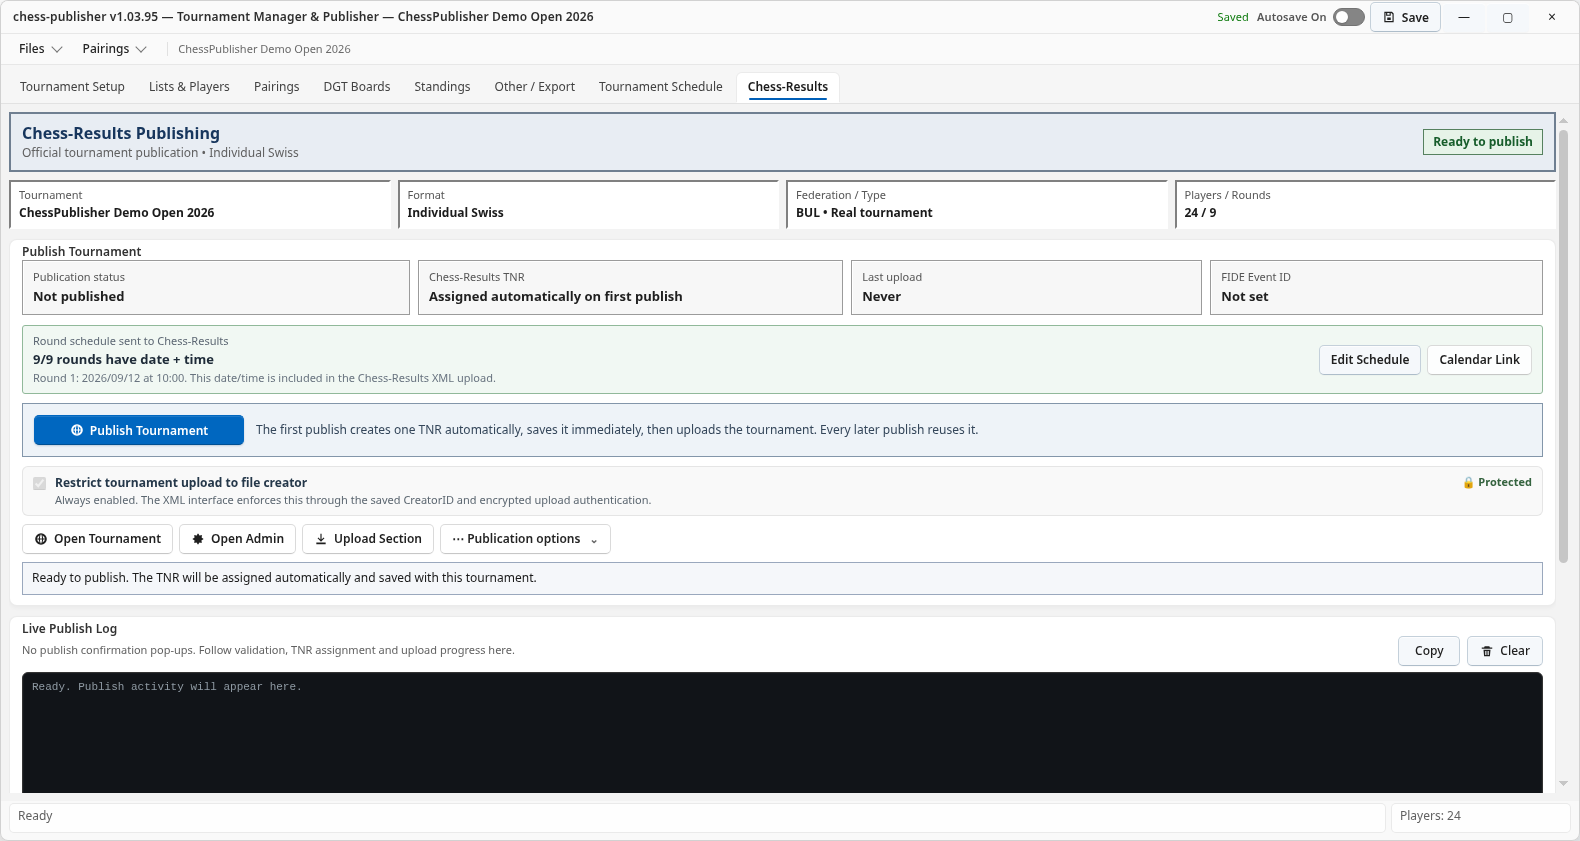 chess-publisher v1.03.95 — Tournament Manager & Publisher — ChessPublisher Demo Open 2026
Saved Autosave On Save
Files Pairings ChessPublisher Demo Open 2026
Tournament Setup Lists & Players Pairings DGT Boards Standings Other / Export Tournament Schedule Chess-Results
Chess-Results Publishing
Official tournament publication • Individual Swiss
Ready to publish
Tournament
ChessPublisher Demo Open 2026
Format
Individual Swiss
Federation / Type
BUL • Real tournament
Players / Rounds
24 / 9
Publish Tournament
Publication status
Not published
Chess-Results TNR
Assigned automatically on first publish
Last upload
Never
FIDE Event ID
Not set
Round schedule sent to Chess-Results
9/9 rounds have date + time
Round 1: 2026/09/12 at 10:00. This date/time is included in the Chess-Results XML upload.
Edit Schedule Calendar Link
Publish Tournament The first publish creates one TNR automatically, saves it immediately, then uploads the tournament. Every later publish reuses it.
Restrict tournament upload to file creator
Always enabled. The XML interface enforces this through the saved CreatorID and encrypted upload authentication.
🔒 Protected
Open Tournament Open Admin Upload Section ··· Publication options
Ready to publish. The TNR will be assigned automatically and saved with this tournament.
Live Publish Log
No publish confirmation pop-ups. Follow validation, TNR assignment and upload progress here.
Copy Clear
Ready. Publish activity will appear here.
Ready Players: 24